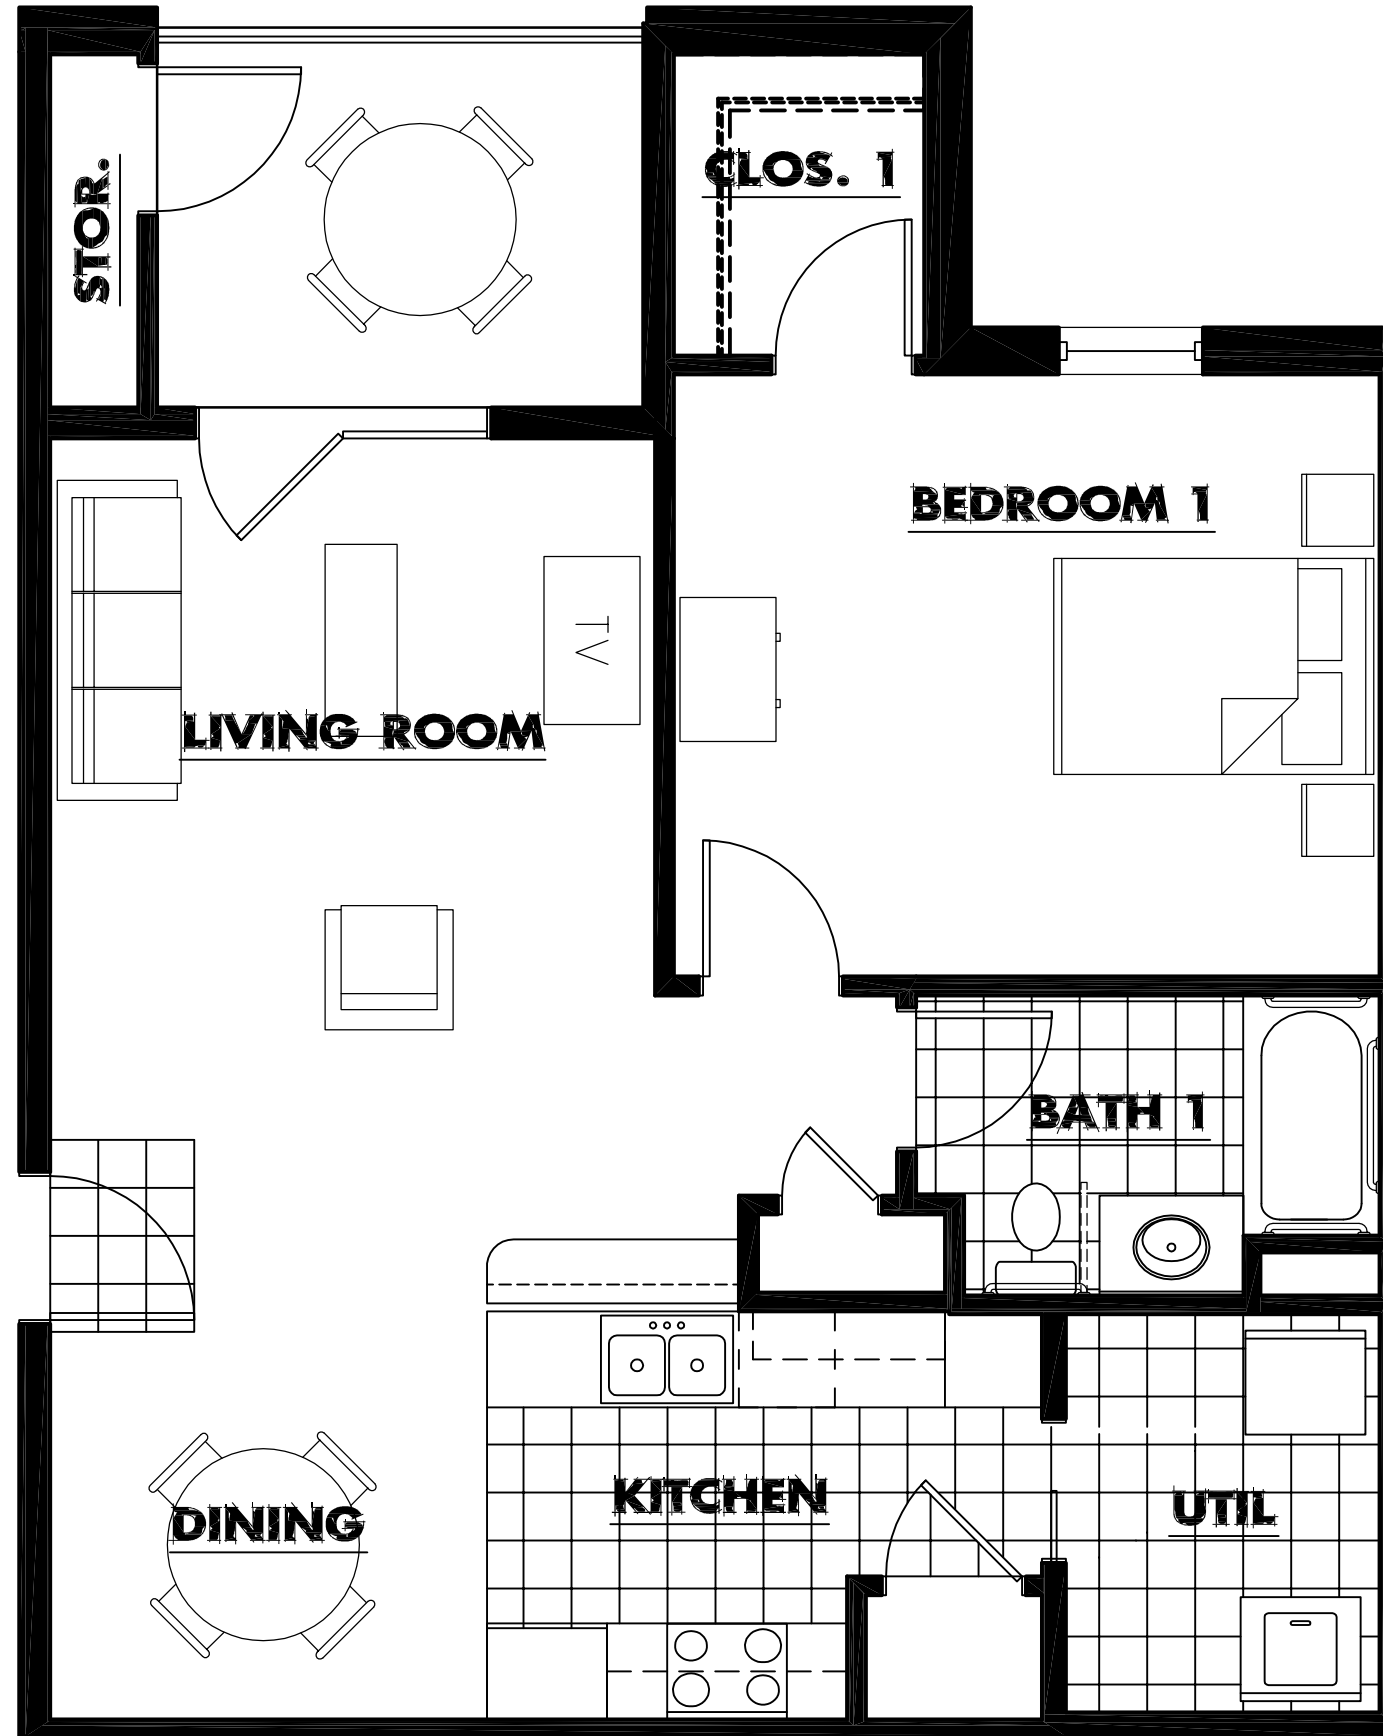 STOR.
CLOS. 1
BEDROOM 1
TV
LIVING ROOM
BATH 1
KITCHEN
UTIL
DINING